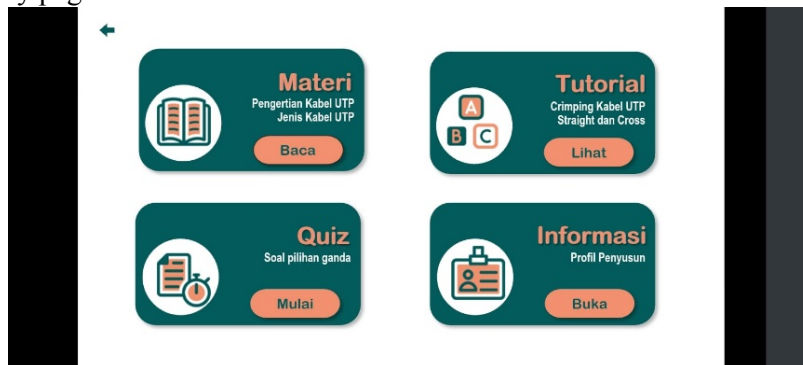 Materi
Pengertian Kabel UTP
Jenis Kabel UTP
Baca
Tutorial
A
B C
Crimping Kabel UTP
Straight dan Cross
Lihat
Quiz
Soal pilihan ganda
Mulai
Informasi
Profil Penyusun
Buka